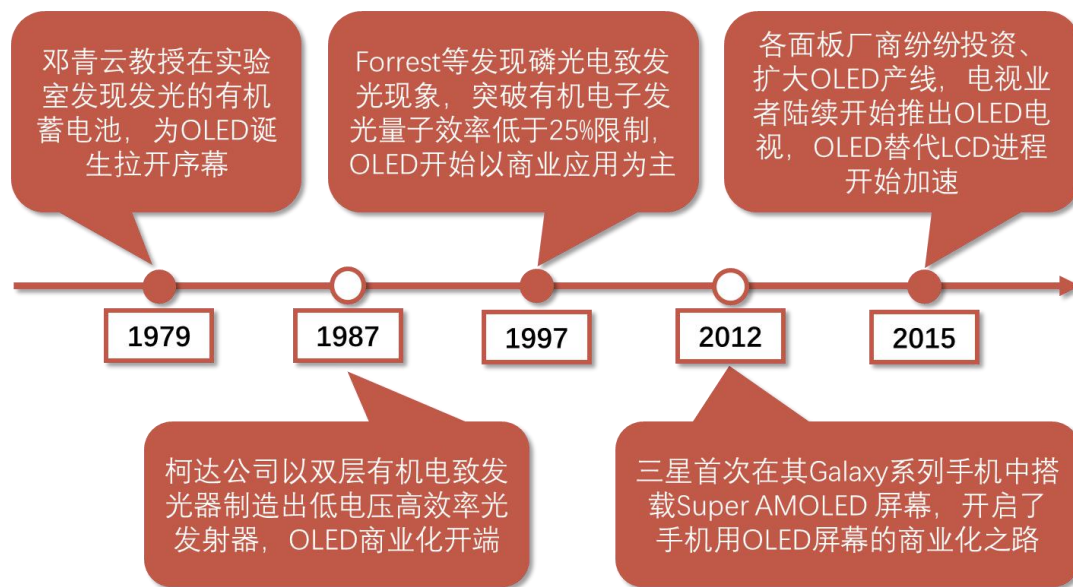 邓青云教授在实验
室发现发光的有机
蓄电池，为OLED诞
生拉开序幕
Forrest等发现磷光电致发
光现象，突破有机电子发
光量子效率低于25%限制，
OLED开始以商业应用为主
各面板厂商纷纷投资、
扩大OLED产线，电视业
者陆续开始推出OLED电
视，OLED替代LCD进程
开始加速
1979
1987
1997
2012
2015
柯达公司以双层有机电致发
光器制造出低电压高效率光
发射器，OLED商业化开端
三星首次在其Galaxy系列手机中搭
载Super AMOLED 屏幕，开启了
手机用OLED屏幕的商业化之路